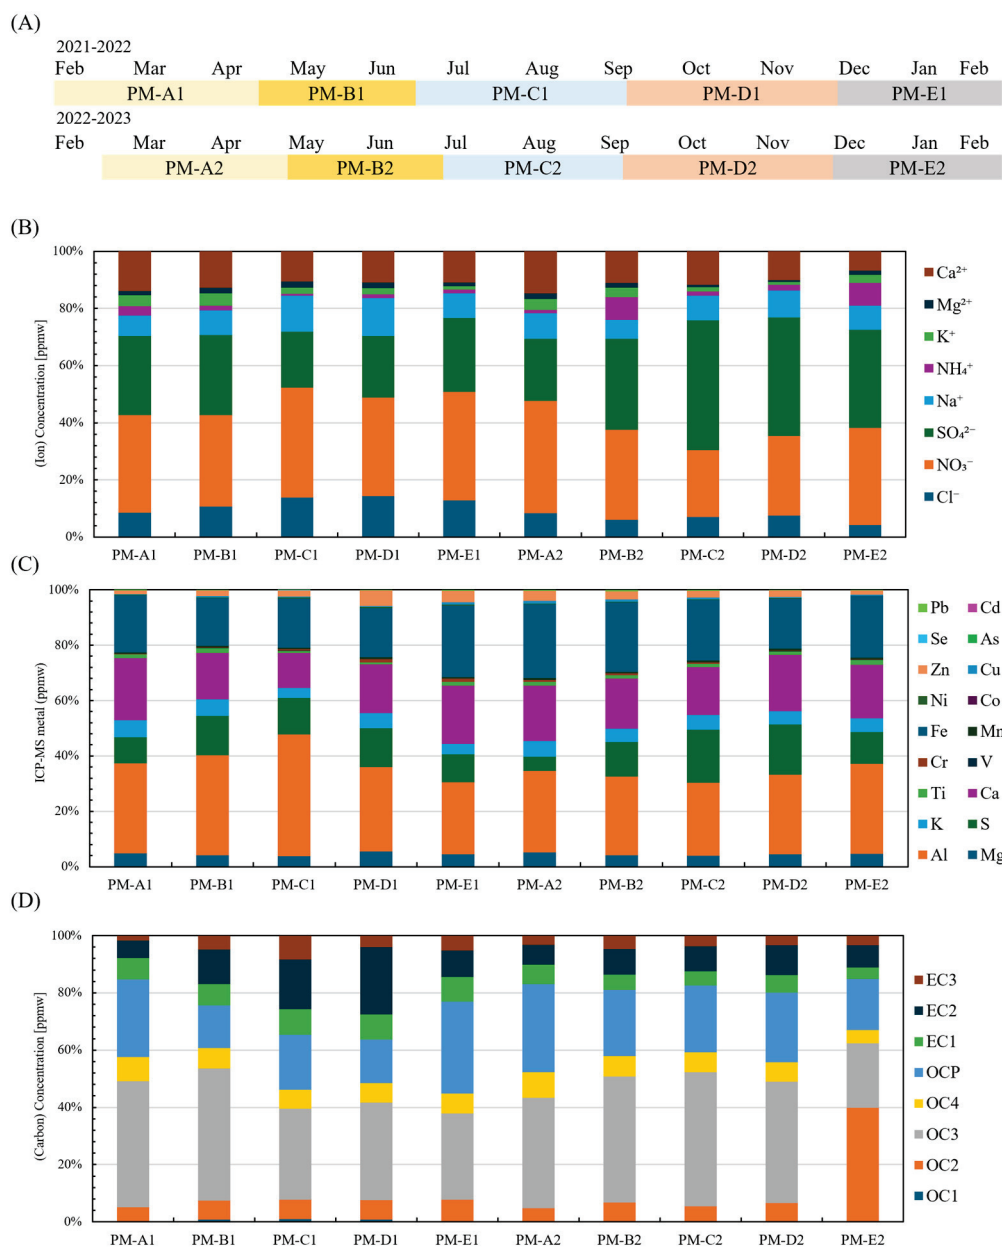 (A)
2021-2022
Feb Mar Apr May Jun Jul Aug Sep Oct Nov Dec Jan Feb
PM-A1 PM-B1 PM-C1 PM-D1 PM-E1
2022-2023
Feb Mar Apr May Jun Jul Aug Sep Oct Nov Dec Jan Feb
PM-A2 PM-B2 PM-C2 PM-D2 PM-E2
(B)
(Ion) Concentration [ppmw]
100%
80%
60%
40%
20%
0%
PM-A1 PM-B1 PM-C1 PM-D1 PM-E1 PM-A2 PM-B2 PM-C2 PM-D2 PM-E2
Ca²⁺
Mg²⁺
K⁺
NH₄⁺
Na⁺
SO₄²⁻
NO₃⁻
Cl⁻
(C)
ICP-MS metal (ppmw)
100%
80%
60%
40%
20%
0%
PM-A1 PM-B1 PM-C1 PM-D1 PM-E1 PM-A2 PM-B2 PM-C2 PM-D2 PM-E2
Pb Cd
Se As
Zn Cu
Ni Co
Fe Mn
Cr V
Ti Ca
K S
Al Mg
(D)
(Carbon) Concentration [ppmw]
100%
80%
60%
40%
20%
0%
PM-A1 PM-B1 PM-C1 PM-D1 PM-E1 PM-A2 PM-B2 PM-C2 PM-D2 PM-E2
EC3
EC2
EC1
OCP
OC4
OC3
OC2
OC1